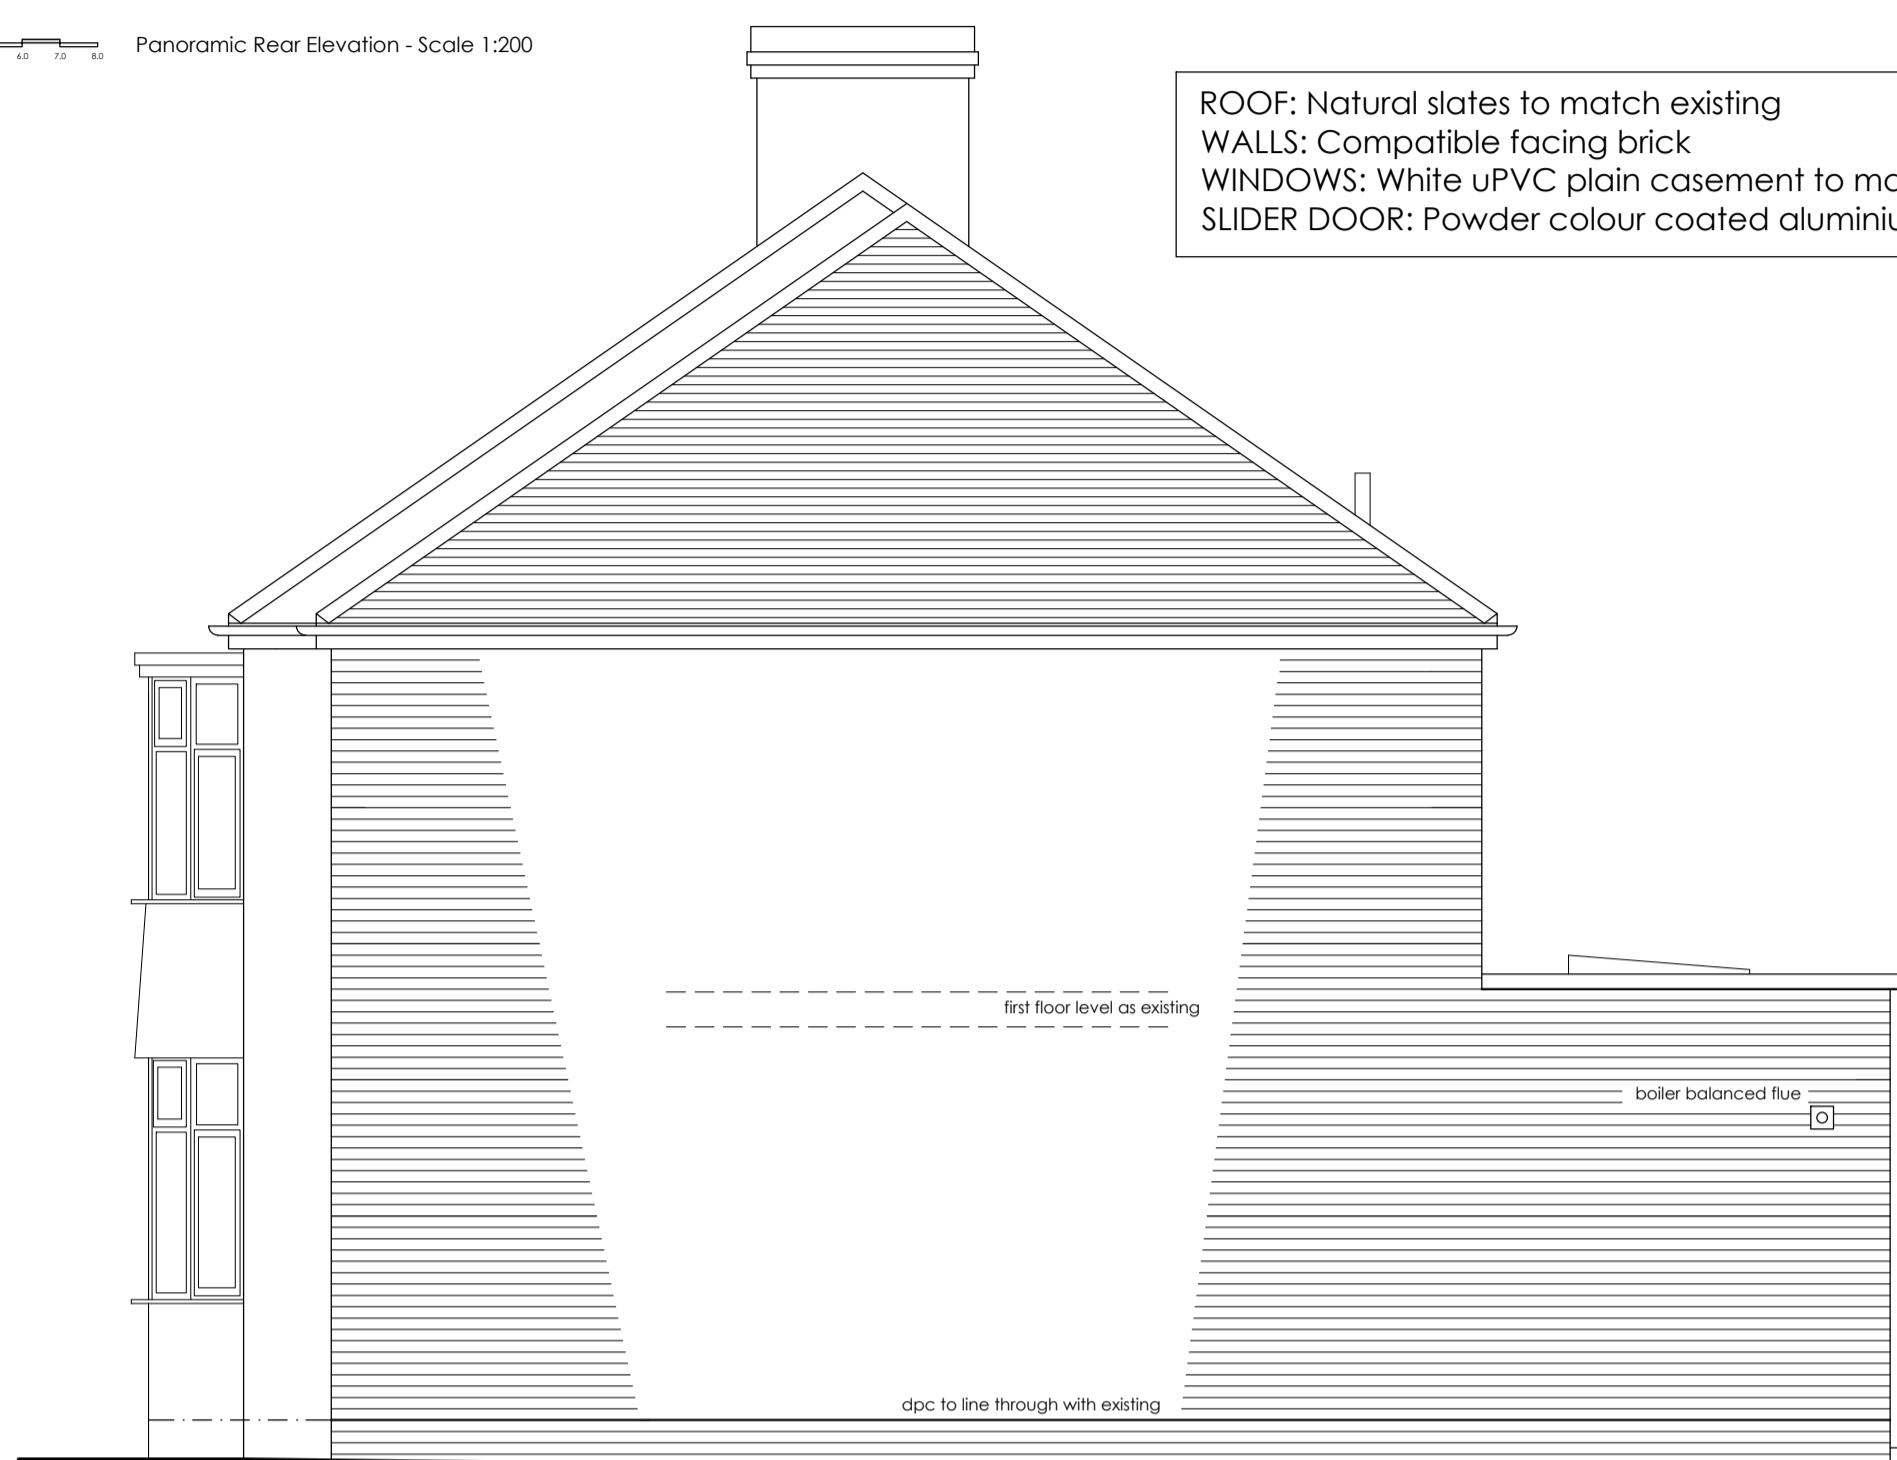 6.0 7.0 8.0
Panoramic Rear Elevation - Scale 1:200
ROOF: Natural slates to match existing
WALLS: Compatible facing brick
WINDOWS: White uPVC plain casement to
SLIDER DOOR: Powder colour coated
first floor level as existing
boiler balanced flue
dpc to line through with existing